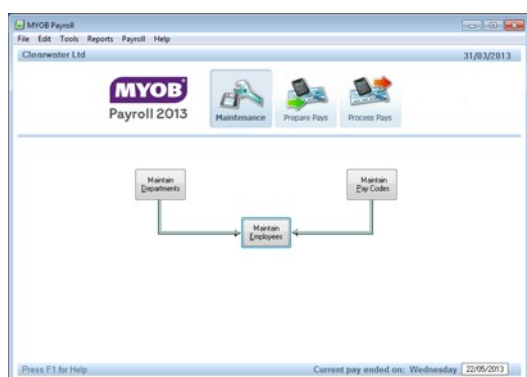 MYOB Payroll
File Edit Tools Reports Payroll Help
Clearwater Ltd 31/03/2013
MYOB
Payroll 2013
Maintenance Prepare Pays Process Pays
Maintain
Departments
Maintain
Pay Codes
Maintain
Employees
Press F1 for Help Current pay ended on: Wednesday 22/05/2013